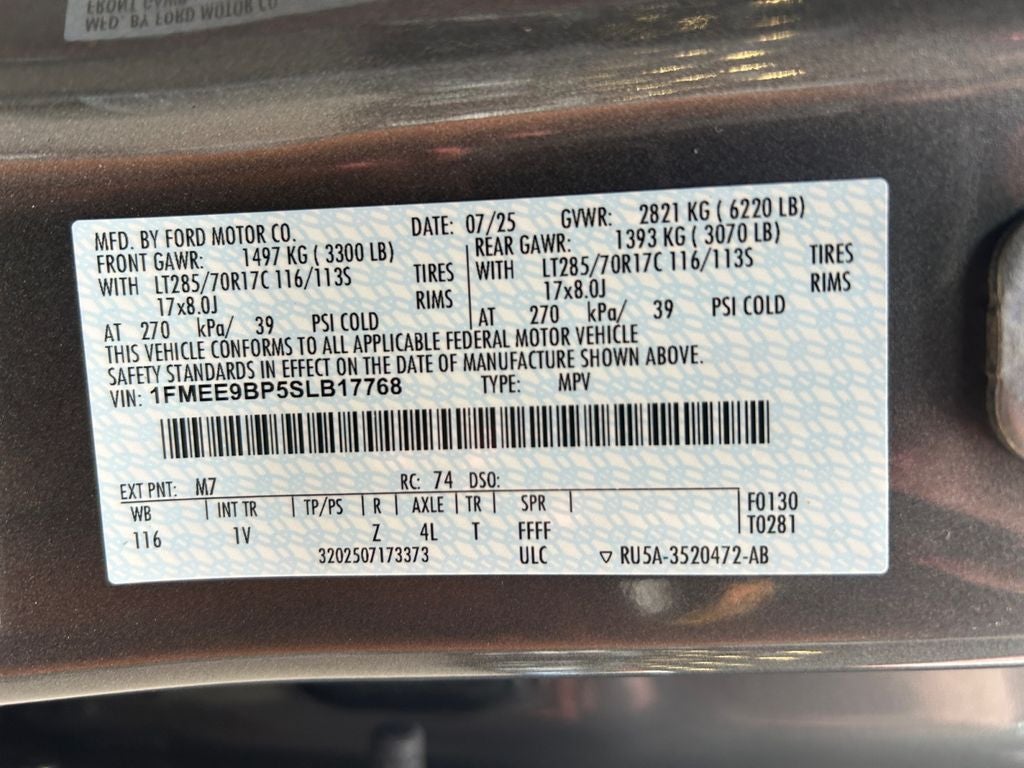 MFD. BY FORD MOTOR CO. DATE: 07/25 GVWR: 2821 KG ( 6220 LB)
FRONT GAWR: 1497 KG ( 3300 LB) REAR GAWR: 1393 KG ( 3070 LB)
WITH LT285/70R17C 116/113S TIRES WITH LT285/70R17C 116/113S TIRES
17x8.0J RIMS 17x8.0J RIMS
AT 270 kPa/ 39 PSI COLD AT 270 kPa/ 39 PSI COLD
THIS VEHICLE CONFORMS TO ALL APPLICABLE FEDERAL MOTOR VEHICLE
SAFETY STANDARDS IN EFFECT ON THE DATE OF MANUFACTURE SHOWN ABOVE.
VIN: 1FMEE9BP5SLB17768 TYPE: MPV
EXT PNT: M7 RC: 74 DSO:
WB INT TR TP/PS R AXLE TR SPR F0130
116 1V Z 4L T FFFF T0281
3202507173373 ULC ▽ RU5A-3520472-AB